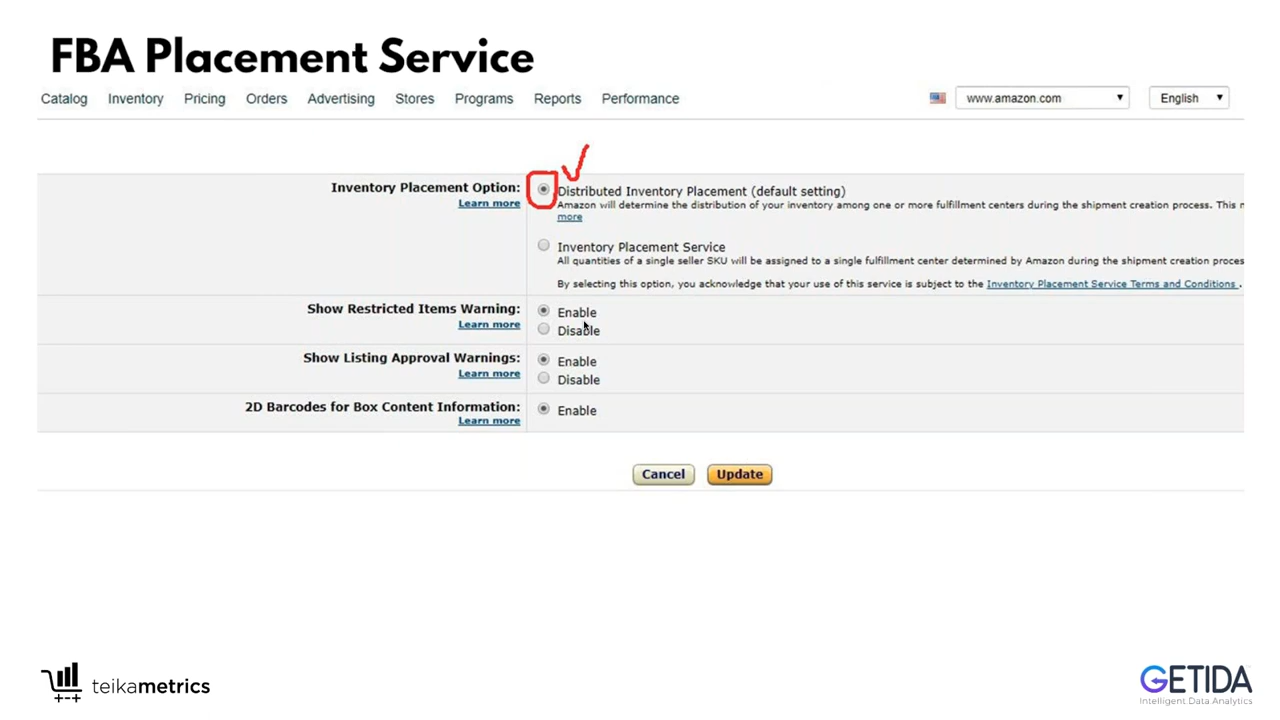 FBA Placement Service
Catalog Inventory Pricing Orders Advertising Stores Programs Reports Performance www.amazon.com English
Inventory Placement Option:
Learn more
Distributed Inventory Placement (default setting)
Amazon will determine the distribution of your inventory among one or more fulfillment centers during the shipment creation process. This
more
Inventory Placement Service
All quantities of a single seller SKU will be assigned to a single fulfillment center determined by Amazon during the shipment creation proces
By selecting this option, you acknowledge that your use of this service is subject to the Inventory Placement Service Terms and Conditions .
Show Restricted Items Warning:
Learn more
Enable
Disable
Show Listing Approval Warnings:
Learn more
Enable
Disable
2D Barcodes for Box Content Information:
Learn more
Enable
Cancel Update
teikametrics
GETIDA
Intelligent Data Analytics